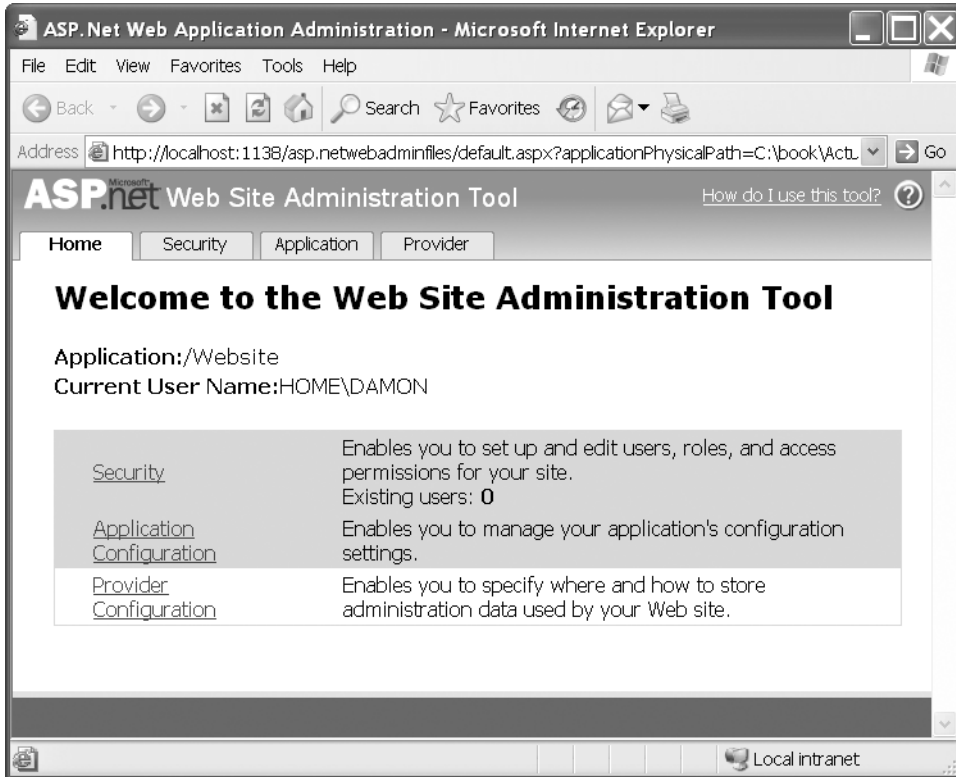 ASP.Net Web Application Administration - Microsoft Internet Explorer
File Edit View Favorites Tools Help
Back Search Favorites
Address http://localhost:1138/asp.netwebadminfiles/default.aspx?applicationPhysicalPath=C:\book\Actu Go
Microsoft
ASP.net Web Site Administration Tool How do I use this tool? ?
Home Security Application Provider
Welcome to the Web Site Administration Tool
Application:/Website
Current User Name:HOME\DAMON
Security
Enables you to set up and edit users, roles, and access
permissions for your site.
Existing users: 0
Application
Configuration
Enables you to manage your application's configuration
settings.
Provider
Configuration
Enables you to specify where and how to store
administration data used by your Web site.
Local intranet